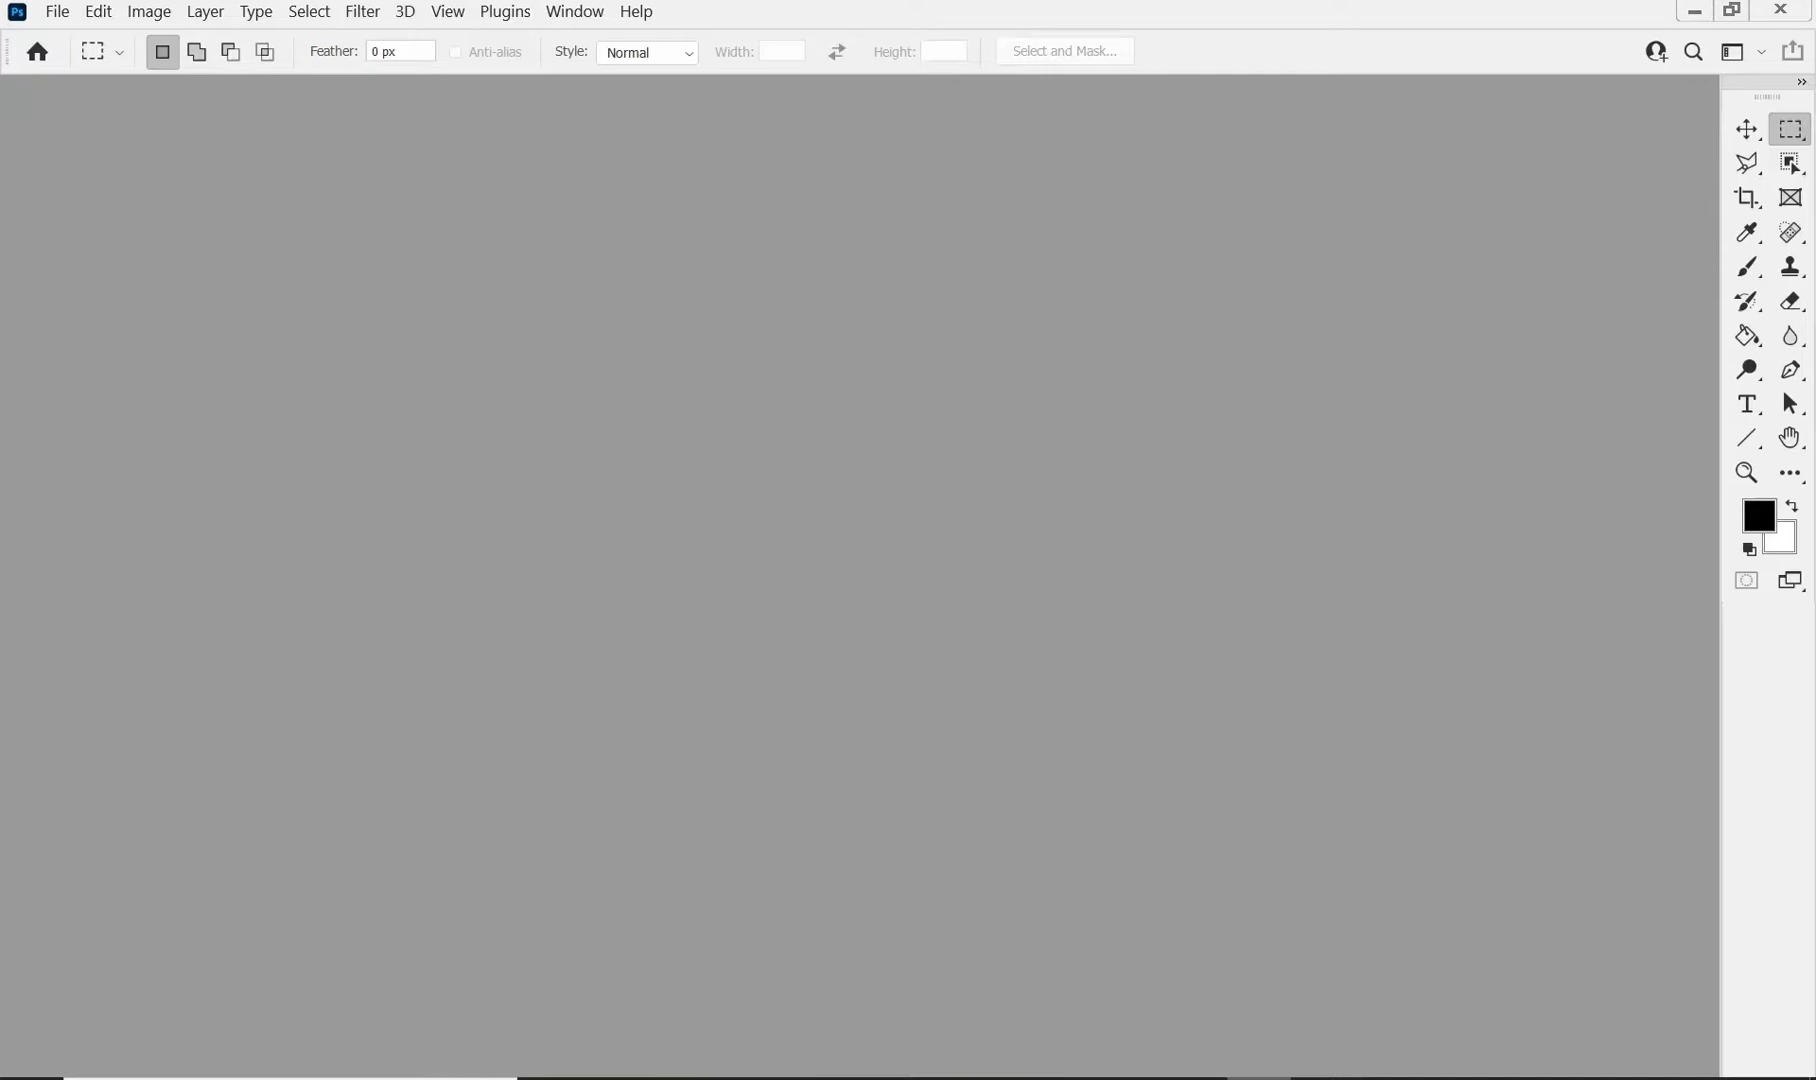 Ps File Edit Image Layer Type Select Filter 3D View Plugins Window Help
Feather: 0 px Anti-alias Style: Normal Width: Height: Select and Mask...